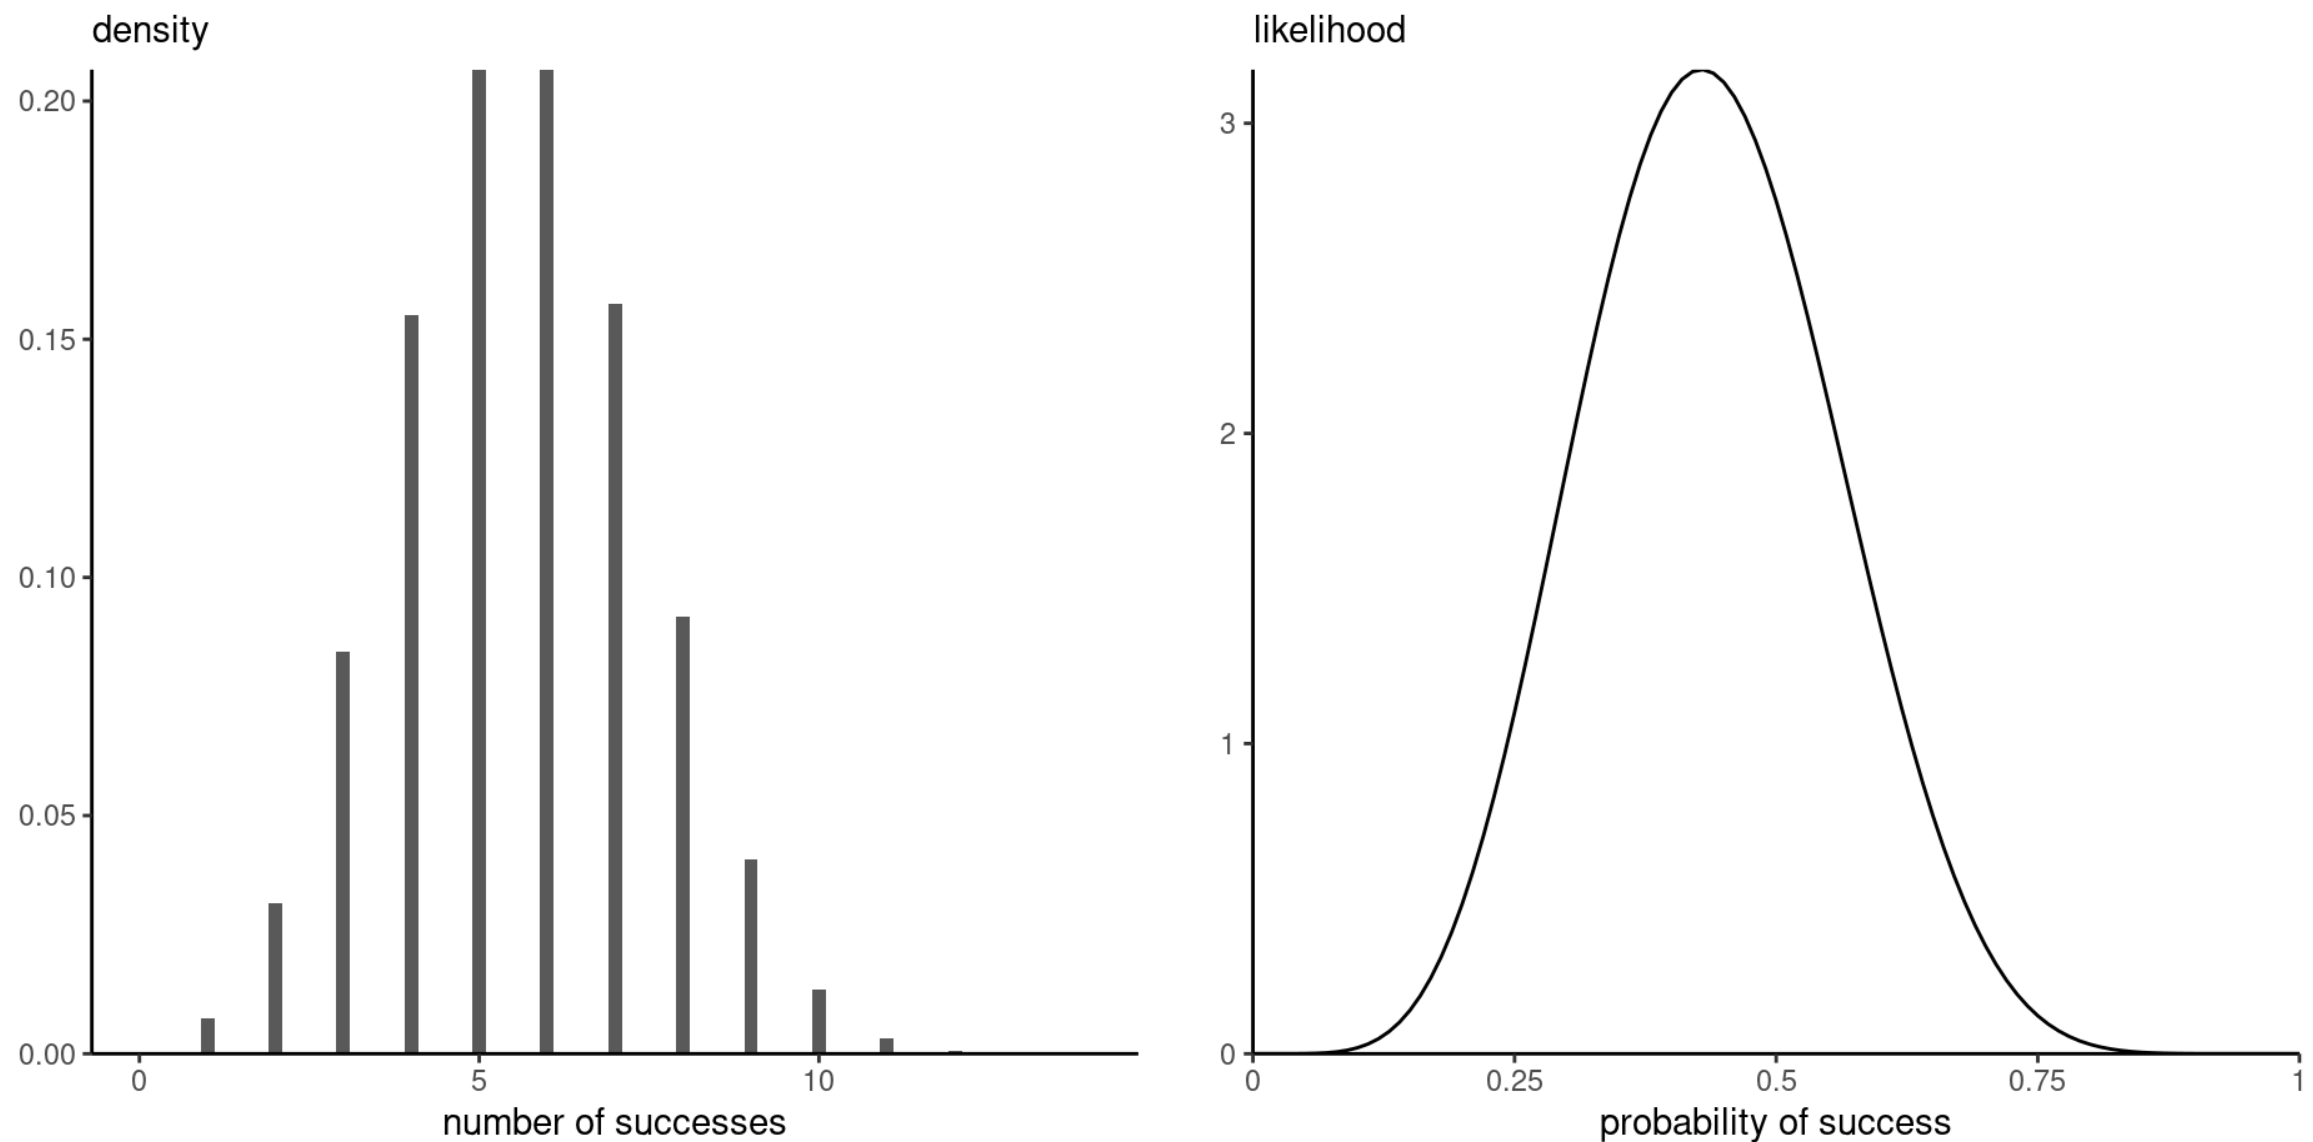 density
0.20
0.15
0.10
0.05
0.00
0 5 10
number of successes
likelihood
3
2
1
0
0 0.25 0.5 0.75 1
probability of success